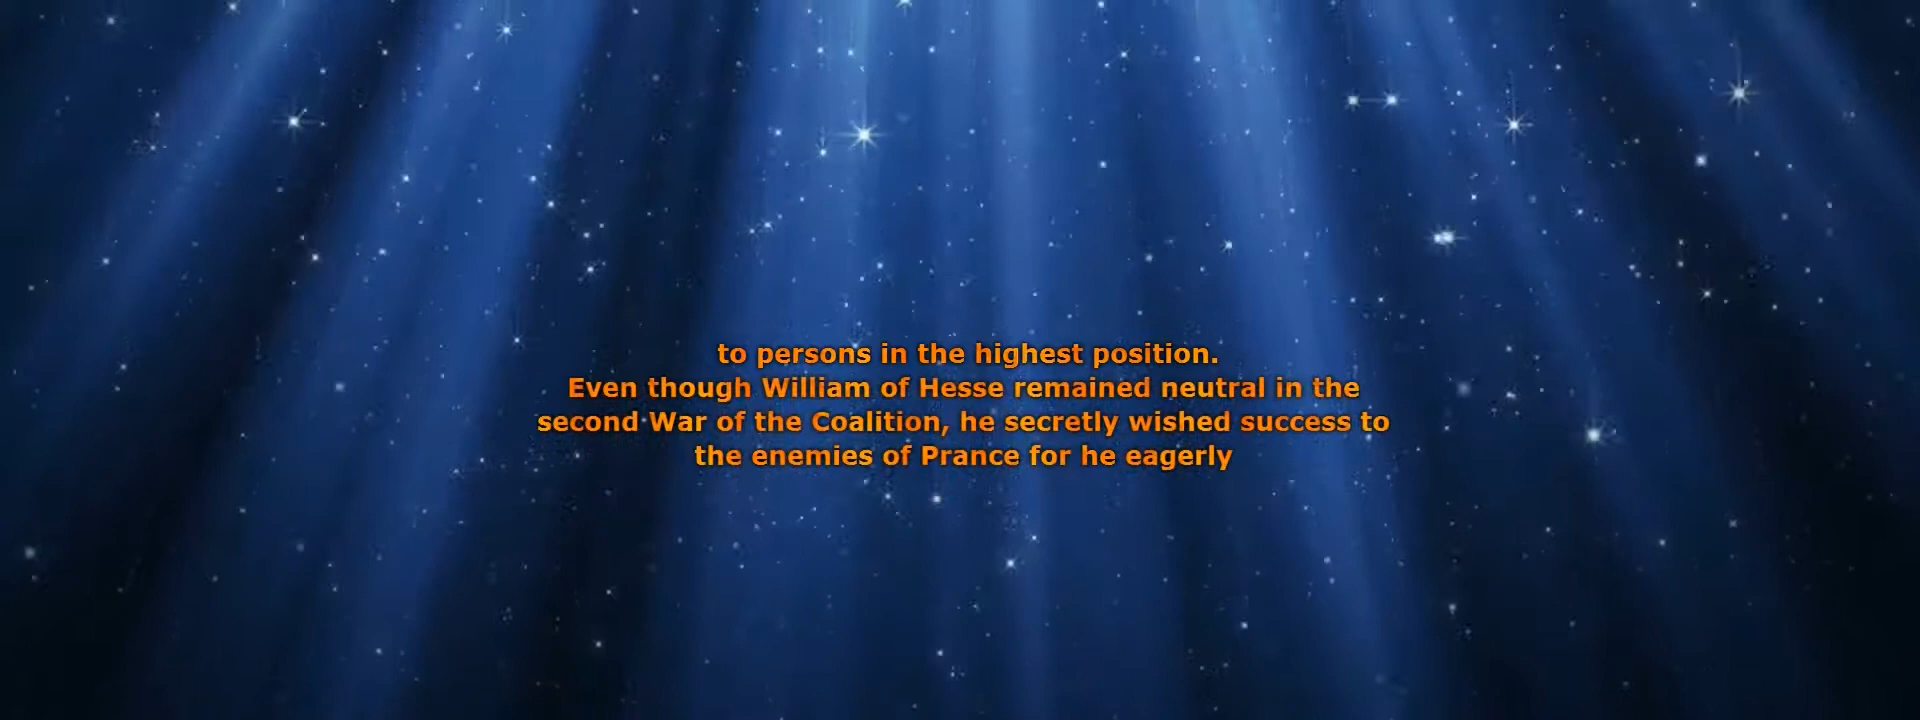 to persons in the highest position.
Even though William of Hesse remained neutral in the
second War of the Coalition, he secretly wished success to
the enemies of Prance for he eagerly